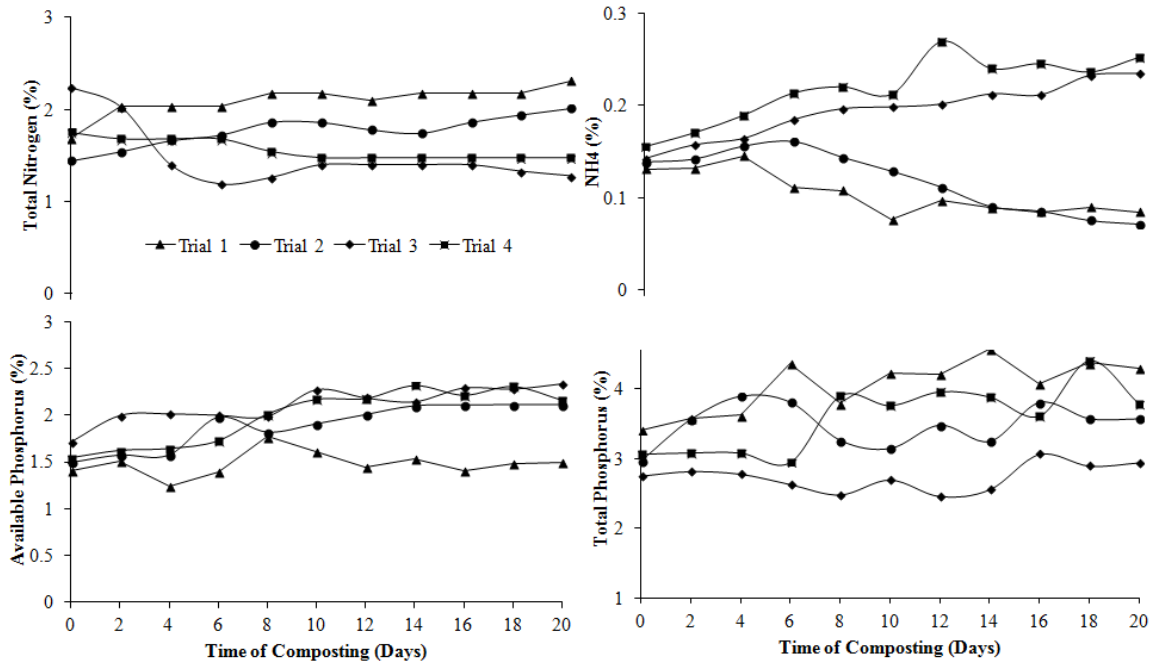 Total Nitrogen (%)
3
2
1
0
Trial 1 Trial 2 Trial 3 Trial 4
NH4 (%)
0.3
0.2
0.1
0
Available Phosphorus (%)
3
2.5
2
1.5
1
0.5
0
0 2 4 6 8 10 12 14 16 18 20
Time of Composting (Days)
Total Phosphorus (%)
4
3
2
1
0 2 4 6 8 10 12 14 16 18 20
Time of Composting (Days)